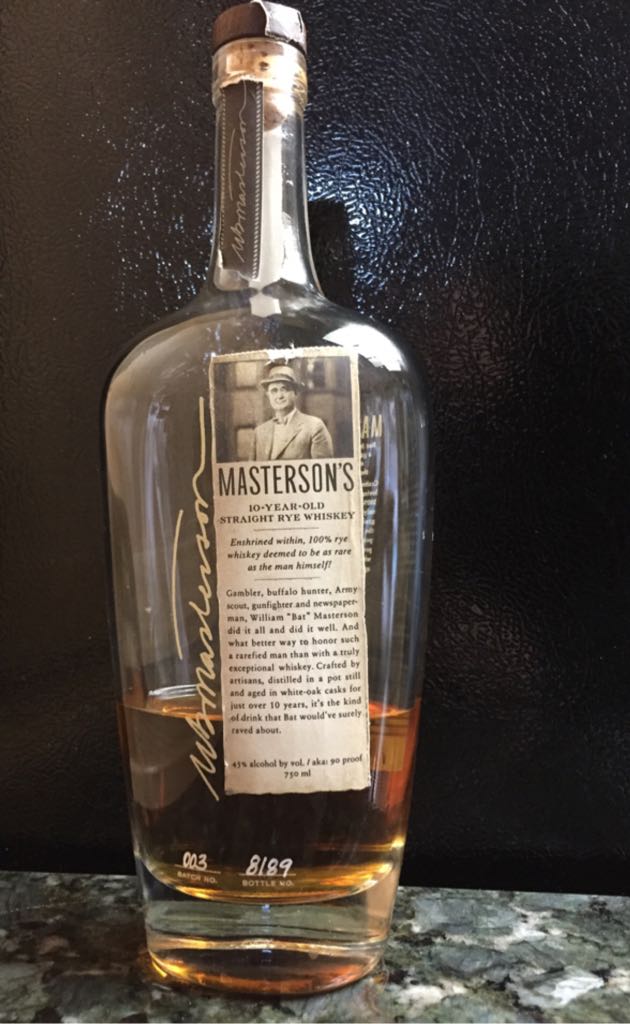 WBMasterson
WBMasterson
MASTERSON'S
10-YEAR-OLD
STRAIGHT RYE WHISKEY
Enshrined within, 100% rye
whiskey deemed to be as rare
as the man himself!
Gambler, buffalo hunter, Army
scout, gunfighter and newspaper-
man, William "Bat" Masterson
did it all and did it well. And
what better way to honor such
a rarefied man than with a truly
exceptional whiskey. Crafted by
artisans, distilled in a pot still
and aged in white-oak casks for
just over 10 years, it's the kind
of drink that Bat would've surely
raved about.
45% alcohol by vol. / aka: 90 proof
750 ml
003 8189
BATCH NO. BOTTLE NO.